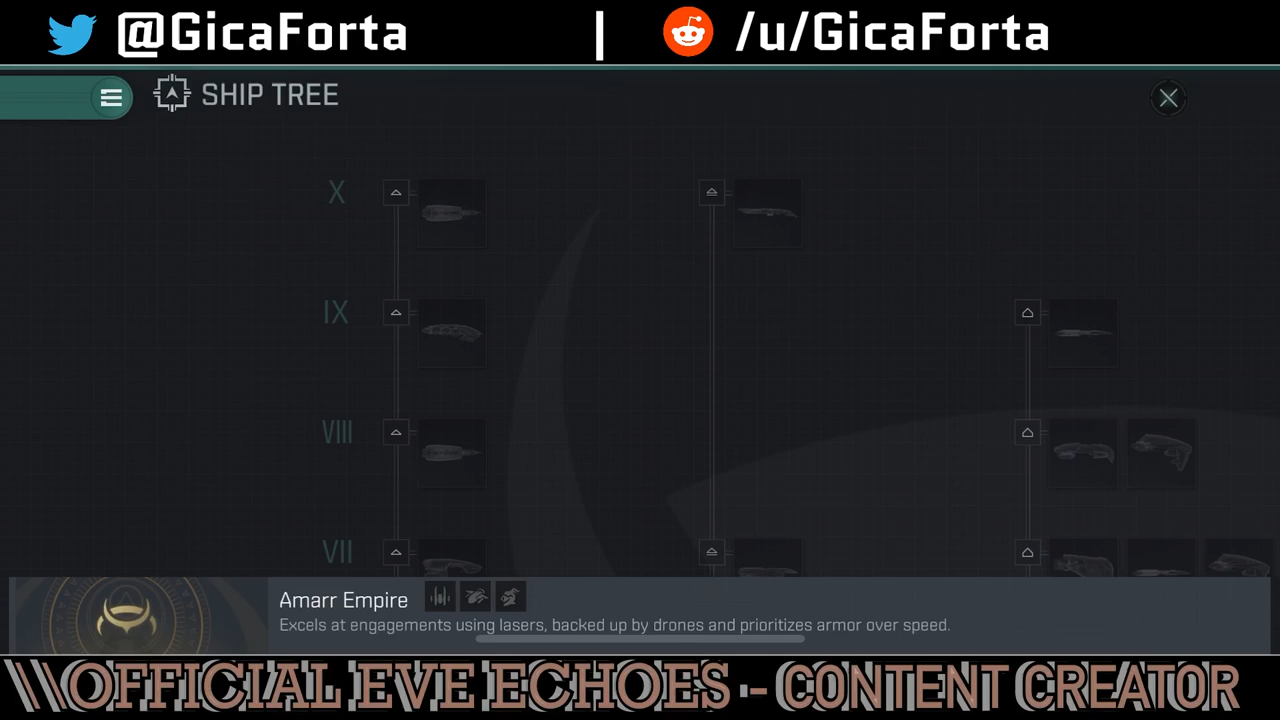 @GicaForta | /u/GicaForta
SHIP TREE
X
IX
VIII
VII
Amarr Empire
Excels at engagements using lasers, backed up by drones and prioritizes armor over speed.
\\OFFICIAL EVE ECHOES - CONTENT CREATOR